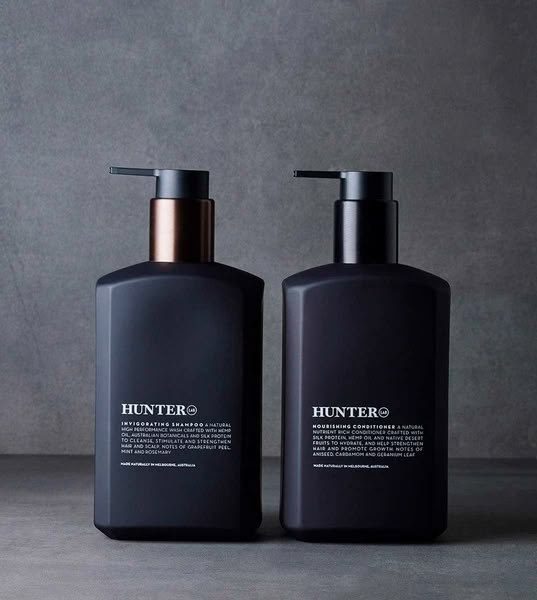 HUNTER LAB
INVIGORATING SHAMPOO A NATURAL
HIGH PERFORMANCE WASH CRAFTED WITH HEMP
OIL, AUSTRALIAN BOTANICALS AND SILK PROTEIN
TO CLEANSE, STIMULATE AND STRENGTHEN
HAIR AND SCALP. NOTES OF GRAPEFRUIT PEEL,
MINT AND ROSEMARY
MADE NATURALLY IN MELBOURNE, AUSTRALIA
HUNTER LAB
NOURISHING CONDITIONER A NATURAL
NUTRIENT RICH CONDITIONER CRAFTED WITH
SILK PROTEIN, HEMP OIL AND NATIVE DESERT
FRUITS TO HYDRATE, AND HELP STRENGTHEN
HAIR AND PROMOTE GROWTH NOTES OF
ANISEED, CARDAMOM AND GERANIUM LEAF
MADE NATURALLY IN MELBOURNE, AUSTRALIA